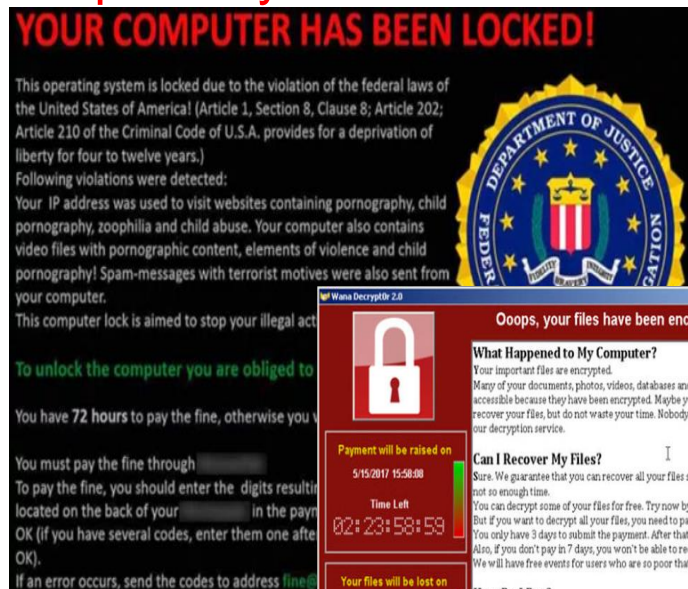 YOUR COMPUTER HAS BEEN LOCKED!
This operating system is locked due to the violation of the federal laws of
the United States of America! (Article 1, Section 8, Clause 8; Article 202;
Article 210 of the Criminal Code of U.S.A. provides for a deprivation of
liberty for four to twelve years.)
Following violations were detected:
Your IP address was used to visit websites containing pornography, child
pornography, zoophilia and child abuse. Your computer also contains
video files with pornographic content, elements of violence and child
pornography! Spam-messages with terrorist motives were also sent from
your computer.
This computer lock is aimed to stop your illegal
To unlock the computer you are obliged to
You have 72 hours to pay the fine, otherwise you
You must pay the fine through
To pay the fine, you should enter the digits
located on the back of your in the
OK (if you have several codes, enter them one
OK).
If an error occurs, send the codes to address fine@
DEPARTMENT OF JUSTICE
FEDERAL
FIDELITY BRAVERY INTEGRITY
Wana Decrypt0r 2.0
Ooops, your files have been
What Happened to My Computer?
Your important files are encrypted.
Many of your documents, photos, videos, databases and
accessible because they have been encrypted. Maybe
recover your files, but do not waste your time. Nobody
our decryption service.
Can I Recover My Files?
Sure. We guarantee that you can recover all your files
not so enough time.
You can decrypt some of your files for free. Try now by
But if you want to decrypt all your files, you need to
You only have 3 days to submit the payment. After that
Also, if you don't pay in 7 days, you won't be able to
We will have free events for users who are so poor
Payment will be raised on
5/15/2017 15:58:08
Time Left
02:23:58:59
Your files will be lost on